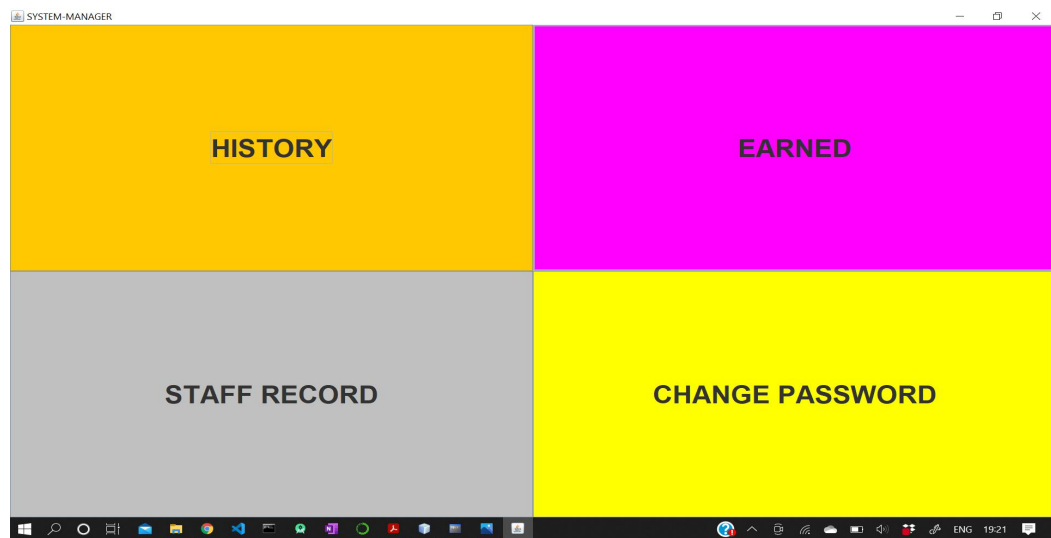 SYSTEM-MANAGER
HISTORY
EARNED
STAFF RECORD
CHANGE PASSWORD
ENG 19:21